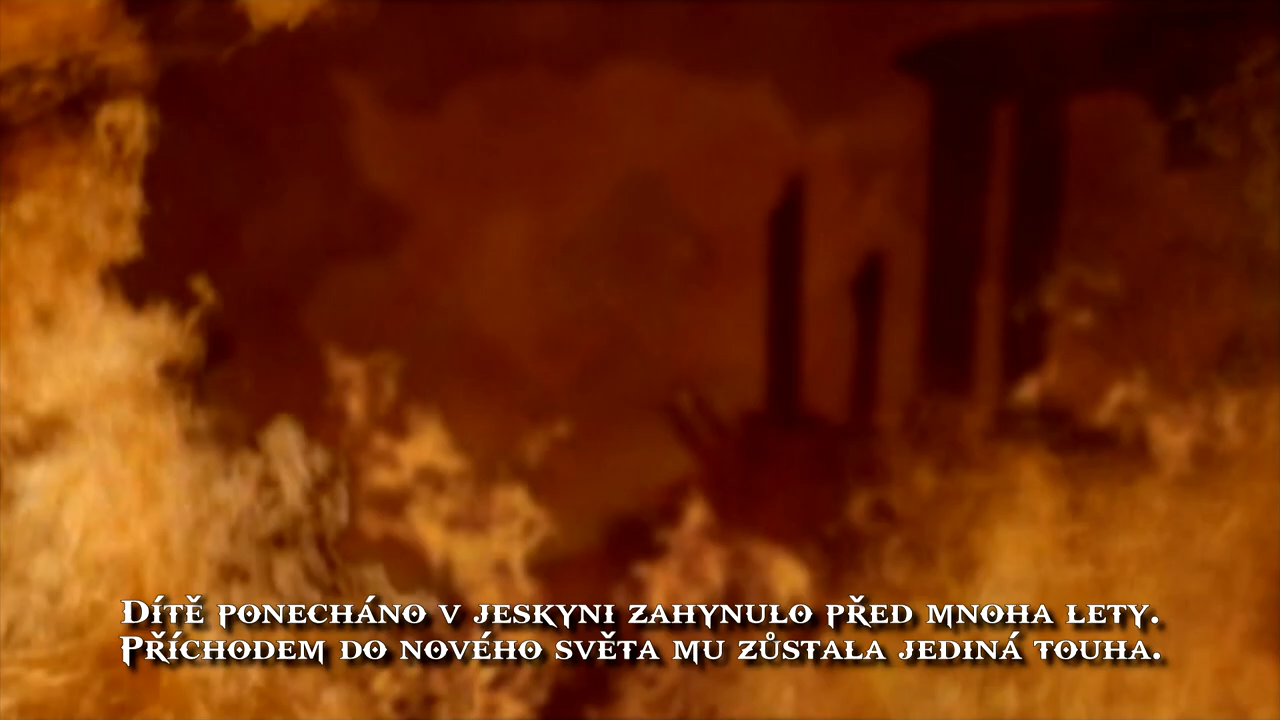 Dítě ponecháno v jeskyni zahynulo před mnoha lety.
Příchodem do nového světa mu zůstala jediná touha.